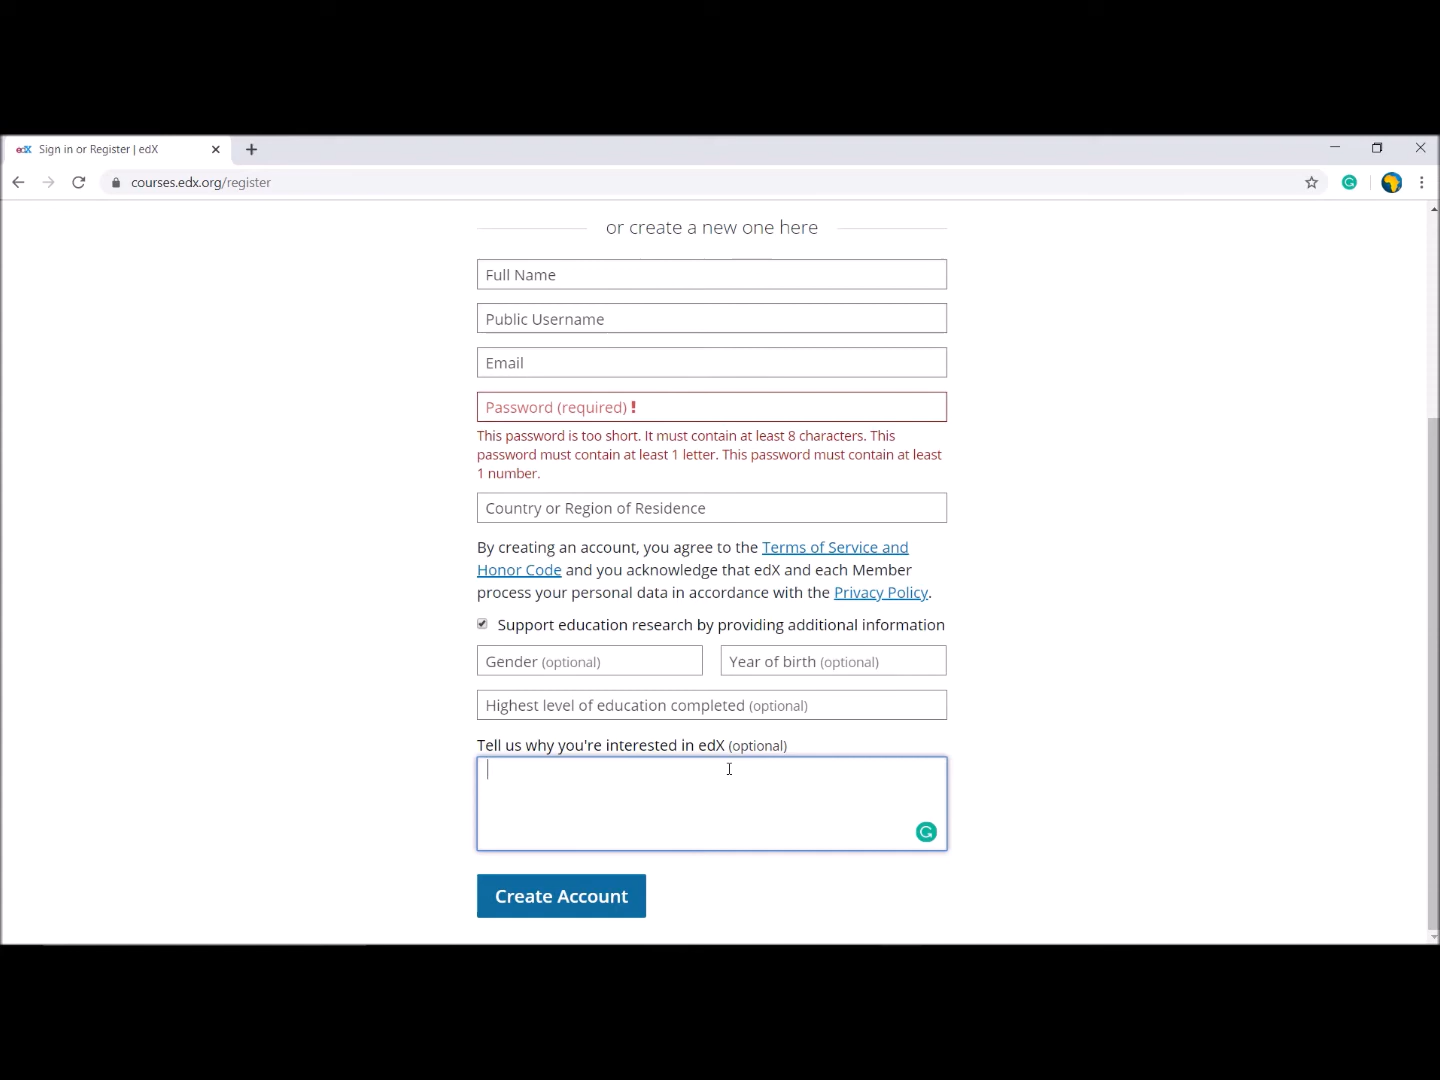 edX Sign in or Register | edX
courses.edx.org/register
or create a new one here
Full Name
Public Username
Email
Password (required) !
This password is too short. It must contain at least 8 characters. This
password must contain at least 1 letter. This password must contain at least
1 number.
Country or Region of Residence
By creating an account, you agree to the Terms of Service and
Honor Code and you acknowledge that edX and each Member
process your personal data in accordance with the Privacy Policy.
Support education research by providing additional information
Gender (optional) Year of birth (optional)
Highest level of education completed (optional)
Tell us why you're interested in edX (optional)
Create Account